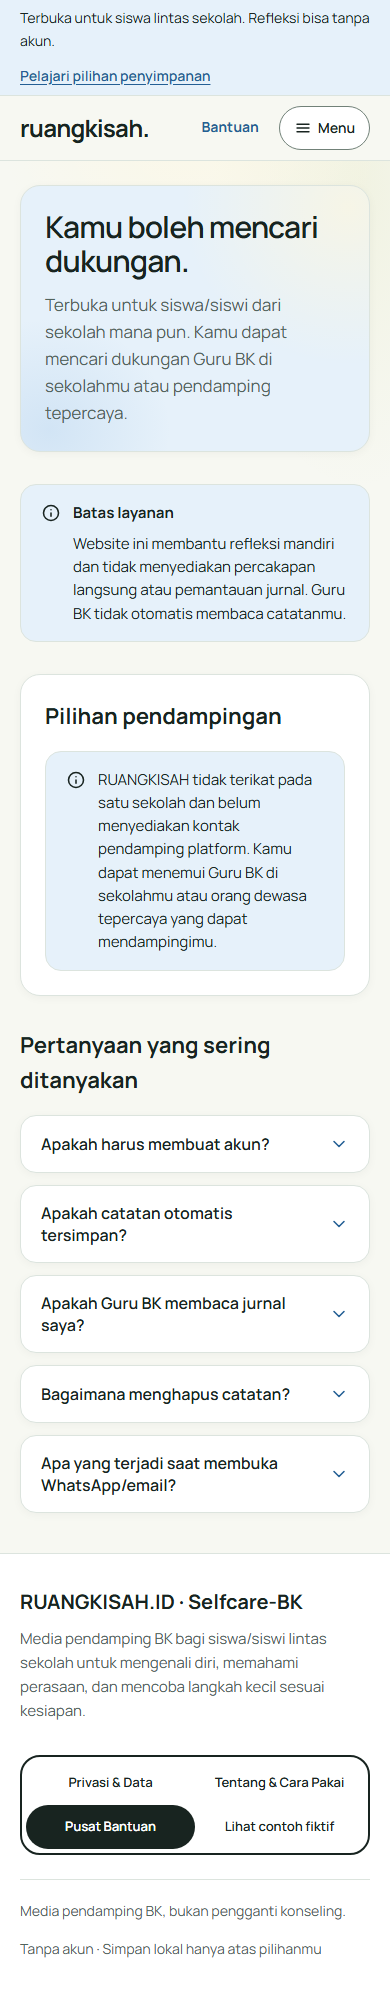 Terbuka untuk siswa lintas sekolah. Refleksi bisa tanpa
akun.
Pelajari pilihan penyimpanan
ruangkisah.
Bantuan
Menu
Kamu boleh mencari
dukungan.
Terbuka untuk siswa/siswi dari
sekolah mana pun. Kamu dapat
mencari dukungan Guru BK di
sekolahmu atau pendamping
tepercaya.
Batas layanan
Website ini membantu refleksi mandiri
dan tidak menyediakan percakapan
langsung atau pemantauan jurnal. Guru
BK tidak otomatis membaca catatanmu.
Pilihan pendampingan
RUANGKISAH tidak terikat pada
satu sekolah dan belum
menyediakan kontak
pendamping platform. Kamu
dapat menemui Guru BK di
sekolahmu atau orang dewasa
tepercaya yang dapat
mendampingimu.
Pertanyaan yang sering
ditanyakan
Apakah harus membuat akun?
Apakah catatan otomatis
tersimpan?
Apakah Guru BK membaca jurnal
saya?
Bagaimana menghapus catatan?
Apa yang terjadi saat membuka
WhatsApp/email?
RUANGKISAH.ID · Selfcare-BK
Media pendamping BK bagi siswa/siswi lintas
sekolah untuk mengenali diri, memahami
perasaan, dan mencoba langkah kecil sesuai
kesiapan.
Privasi & Data
Tentang & Cara Pakai
Pusat Bantuan
Lihat contoh fiktif
Media pendamping BK, bukan pengganti konseling.
Tanpa akun · Simpan lokal hanya atas pilihanmu